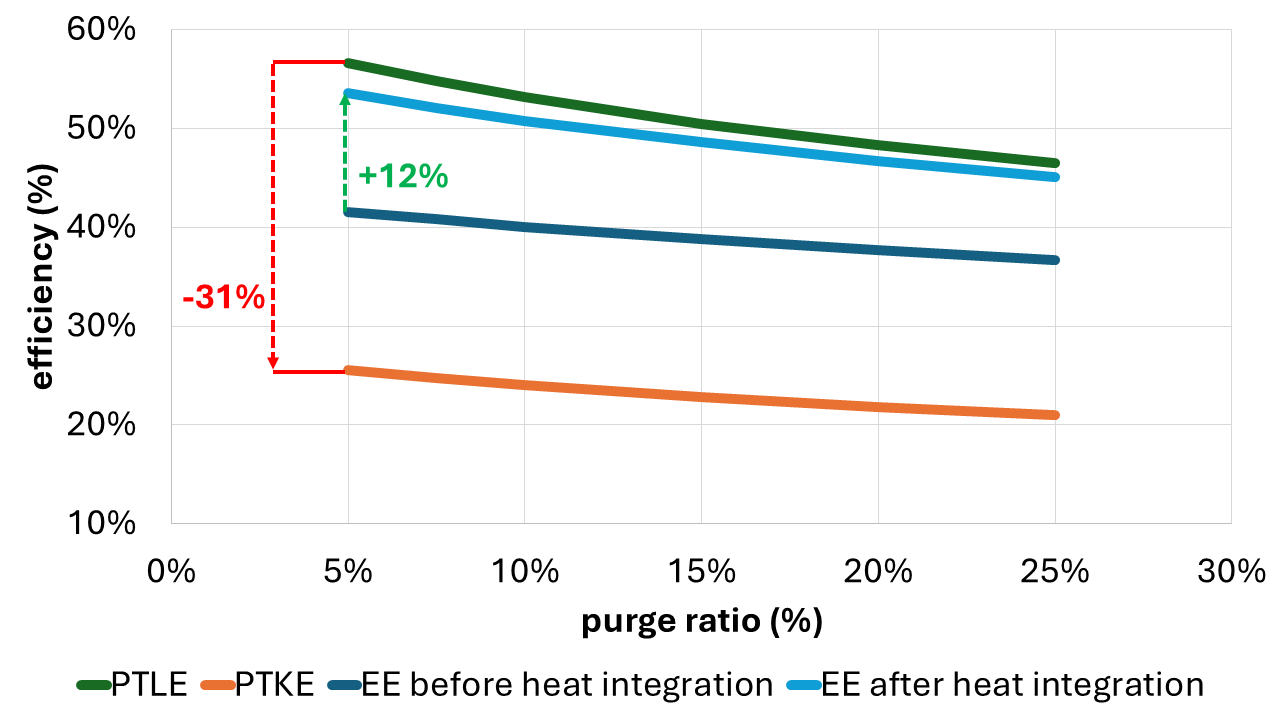 60%
50%
40%
30%
20%
10%
efficiency (%)
+12%
-31%
0% 5% 10% 15% 20% 25% 30%
purge ratio (%)
PTLE PTKE EE before heat integration EE after heat integration